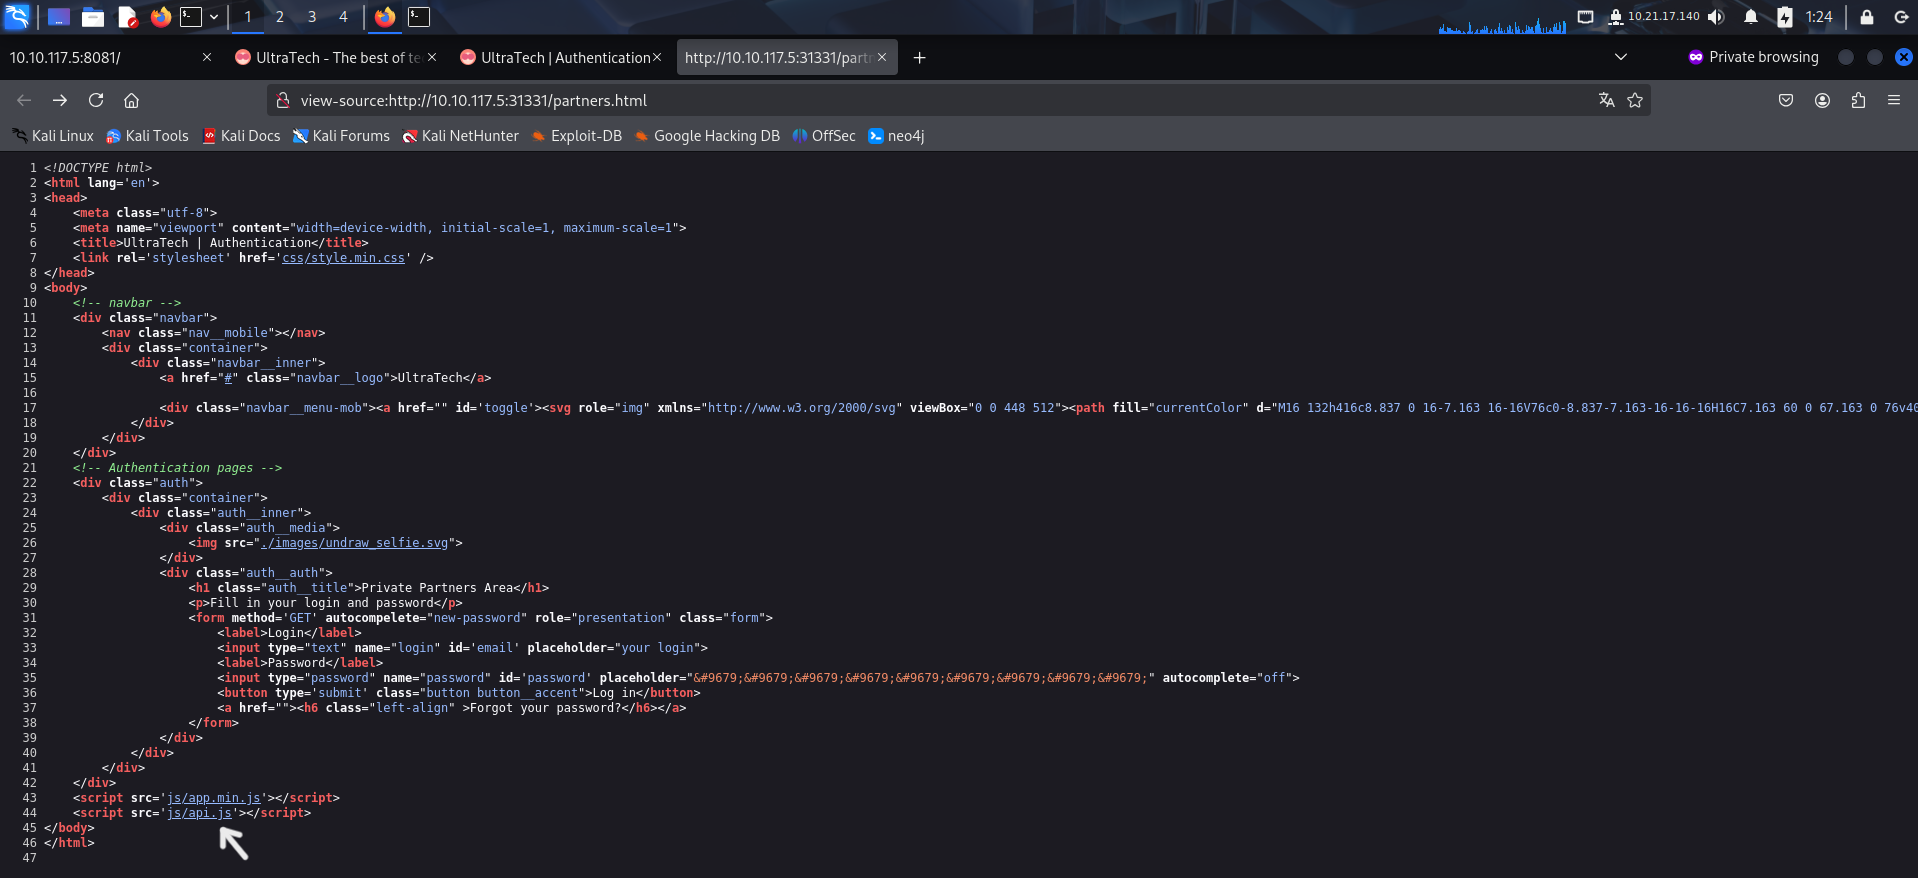 1 2 3 4 10.21.17.140 1:24
10.10.117.5:8081/ UltraTech - The best of te UltraTech | Authentication http://10.10.117.5:31331/partn Private browsing
view-source:http://10.10.117.5:31331/partners.html
Kali Linux Kali Tools Kali Docs Kali Forums Kali NetHunter Exploit-DB Google Hacking DB OffSec neo4j
1 <!DOCTYPE html>
2 <html lang='en'>
3 <head>
4 <meta class="utf-8">
5 <meta name="viewport" content="width=device-width, initial-scale=1, maximum-scale=1">
6 <title>UltraTech | Authentication</title>
7 <link rel='stylesheet' href='css/style.min.css' />
8 </head>
9 <body>
10 <!-- navbar -->
11 <div class="navbar">
12 <nav class="nav__mobile"></nav>
13 <div class="container">
14 <div class="navbar__inner">
15 <a href="#" class="navbar__logo">UltraTech</a>
16
17 <div class="navbar__menu-mob"><a href="" id='toggle'><svg role="img" xmlns="http://www.w3.org/2000/svg" viewBox="0 0 448 512"><path fill="currentColor" d="M16 132h416c8.837 0 16-7.163 16-16V76c0-8.837-7.163-16-16-16H16C7.163 60 0 67.163 0 76v40
18 </div>
19 </div>
20 </div>
21 <!-- Authentication pages -->
22 <div class="auth">
23 <div class="container">
24 <div class="auth__inner">
25 <div class="auth__media">
26 <img src="./images/undraw_selfie.svg">
27 </div>
28 <div class="auth__auth">
29 <h1 class="auth__title">Private Partners Area</h1>
30 <p>Fill in your login and password</p>
31 <form method='GET' autocompelete="new-password" role="presentation" class="form">
32 <label>Login</label>
33 <input type="text" name="login" id='email' placeholder="your login">
34 <label>Password</label>
35 <input type="password" name="password" id='password' placeholder="&#9679;&#9679;&#9679;&#9679;&#9679;&#9679;&#9679;&#9679;&#9679;" autocomplete="off">
36 <button type='submit' class="button button__accent">Log in</button>
37 <a href=""><h6 class="left-align" >Forgot your password?</h6></a>
38 </form>
39 </div>
40 </div>
41 </div>
42 </div>
43 <script src='js/app.min.js'></script>
44 <script src='js/api.js'></script>
45 </body>
46 </html>
47